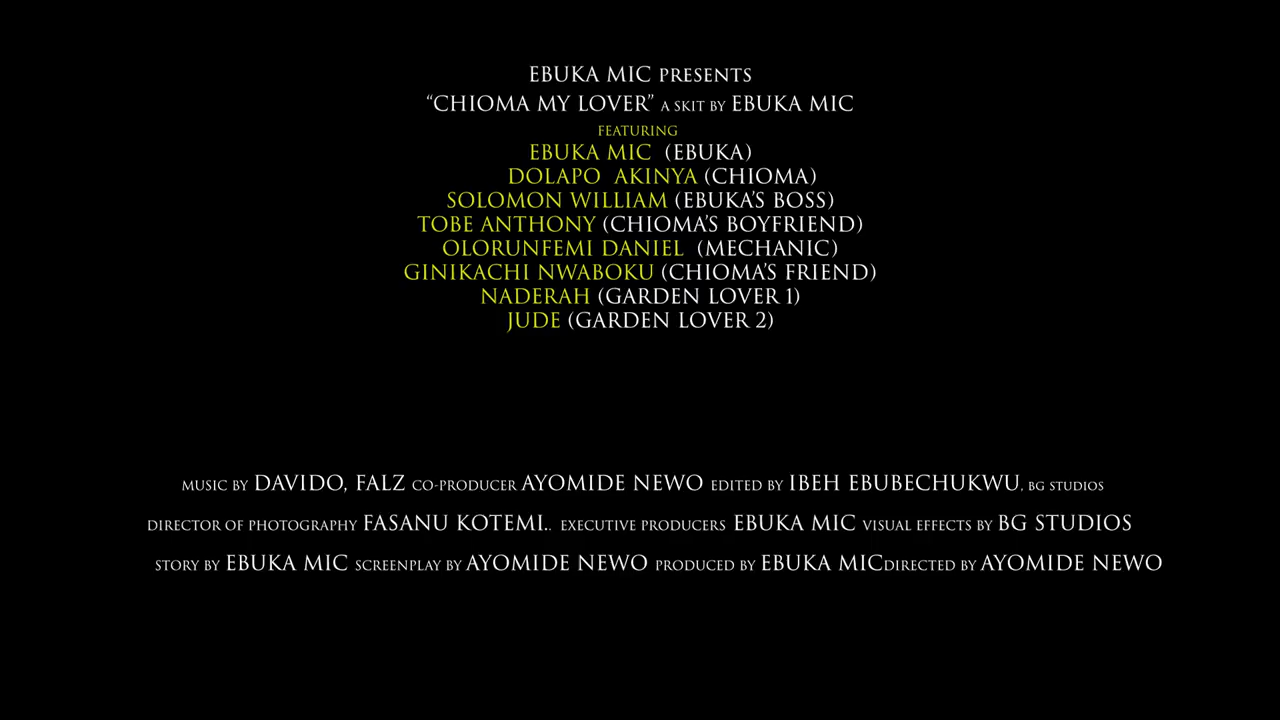 EBUKA MIC PRESENTS
“CHIOMA MY LOVER” A SKIT BY EBUKA MIC
FEATURING
EBUKA MIC (EBUKA)
DOLAPO AKINYA (CHIOMA)
SOLOMON WILLIAM (EBUKA’S BOSS)
TOBE ANTHONY (CHIOMA’S BOYFRIEND)
OLORUNFEMI DANIEL (MECHANIC)
GINIKACHI NWABOKU (CHIOMA’S FRIEND)
NADERAH (GARDEN LOVER 1)
JUDE (GARDEN LOVER 2)
MUSIC BY DAVIDO, FALZ CO-PRODUCER AYOMIDE NEWO EDITED BY IBEH EBUBECHUKWU, BG STUDIOS
DIRECTOR OF PHOTOGRAPHY FASANU KOTEMI.. EXECUTIVE PRODUCERS EBUKA MIC VISUAL EFFECTS BY BG STUDIOS
STORY BY EBUKA MIC SCREENPLAY BY AYOMIDE NEWO PRODUCED BY EBUKA MICDIRECTED BY AYOMIDE NEWO